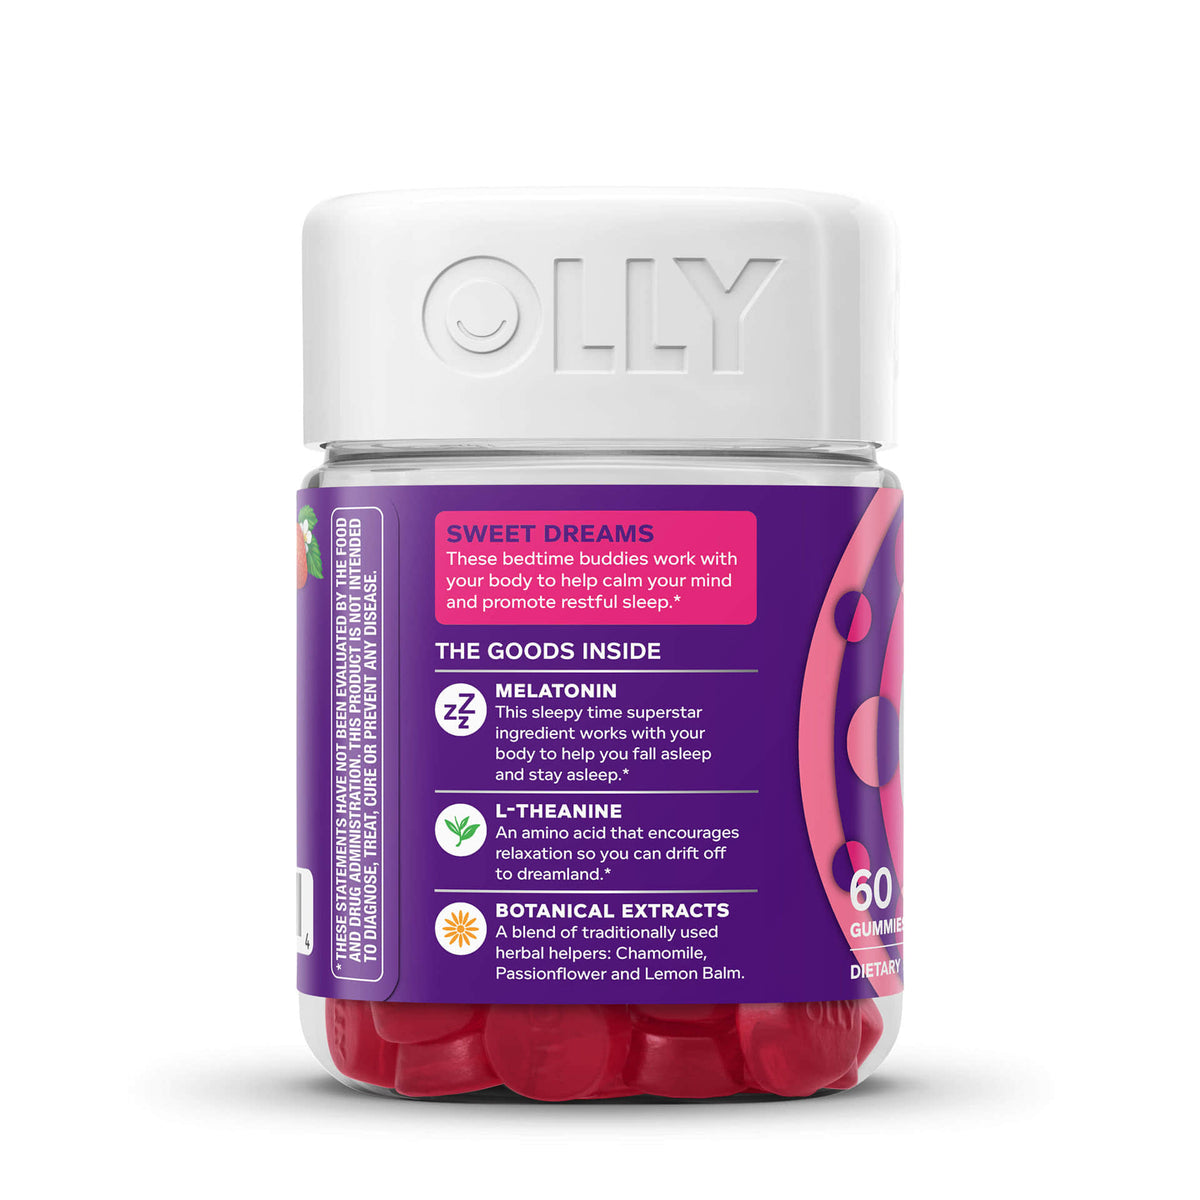 OLLY
SWEET DREAMS
These bedtime buddies work with
your body to help calm your mind
and promote restful sleep.*
THE GOODS INSIDE
zZz
MELATONIN
This sleepy time superstar
ingredient works with your
body to help you fall asleep
and stay asleep.*
L-THEANINE
An amino acid that encourages
relaxation so you can drift off
to dreamland.*
BOTANICAL EXTRACTS
A blend of traditionally used
herbal helpers: Chamomile,
Passionflower and Lemon Balm.
* THESE STATEMENTS HAVE NOT BEEN EVALUATED BY THE FOOD
AND DRUG ADMINISTRATION. THIS PRODUCT IS NOT INTENDED
TO DIAGNOSE, TREAT, CURE OR PREVENT ANY DISEASE.
4
60
GUMMIES
DIETARY
OLLY